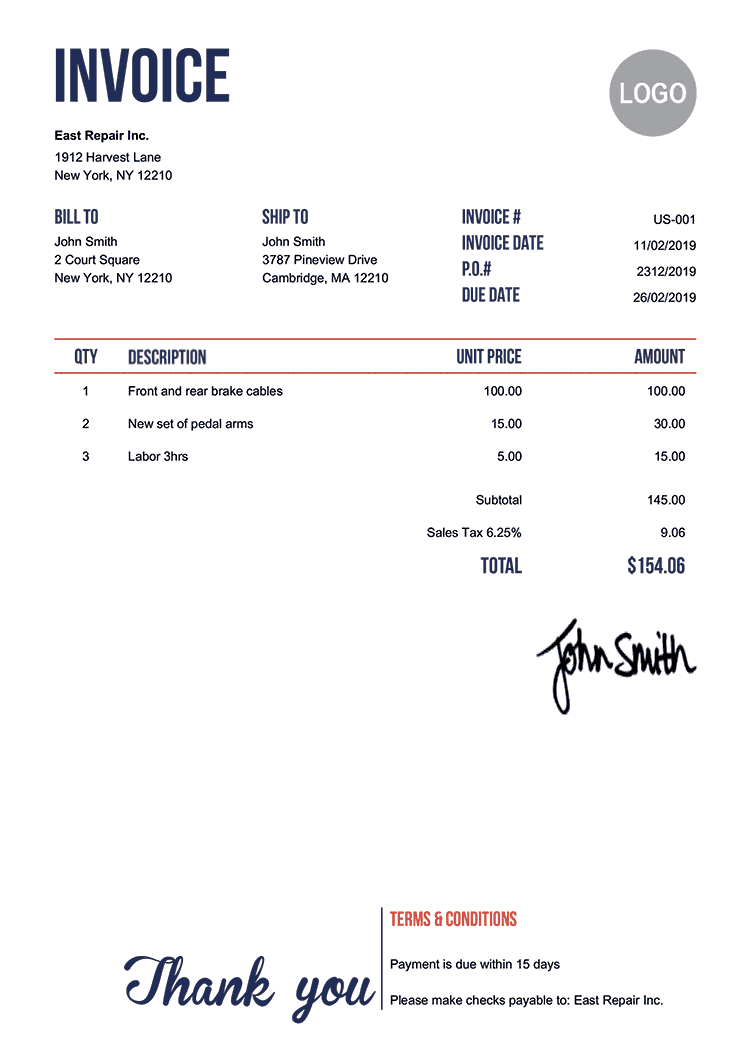 INVOICE
LOGO
East Repair Inc.
1912 Harvest Lane
New York, NY 12210
BILL TO
John Smith
2 Court Square
New York, NY 12210
SHIP TO
John Smith
3787 Pineview Drive
Cambridge, MA 12210
INVOICE # US-001
INVOICE DATE 11/02/2019
P.O.# 2312/2019
DUE DATE 26/02/2019
QTY DESCRIPTION UNIT PRICE AMOUNT
1 Front and rear brake cables 100.00 100.00
2 New set of pedal arms 15.00 30.00
3 Labor 3hrs 5.00 15.00
Subtotal 145.00
Sales Tax 6.25% 9.06
TOTAL $154.06
John Smith
Thank you
TERMS & CONDITIONS
Payment is due within 15 days
Please make checks payable to: East Repair Inc.